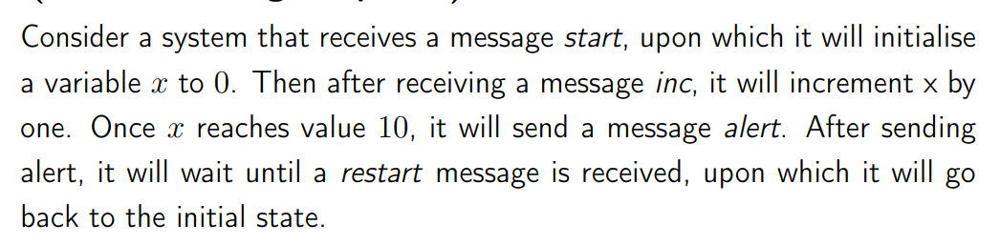 Consider a system that receives a message start, upon which it will initialise
a variable x to 0. Then after receiving a message inc, it will increment x by
one. Once x reaches value 10, it will send a message alert. After sending
alert, it will wait until a restart message is received, upon which it will go
back to the initial state.